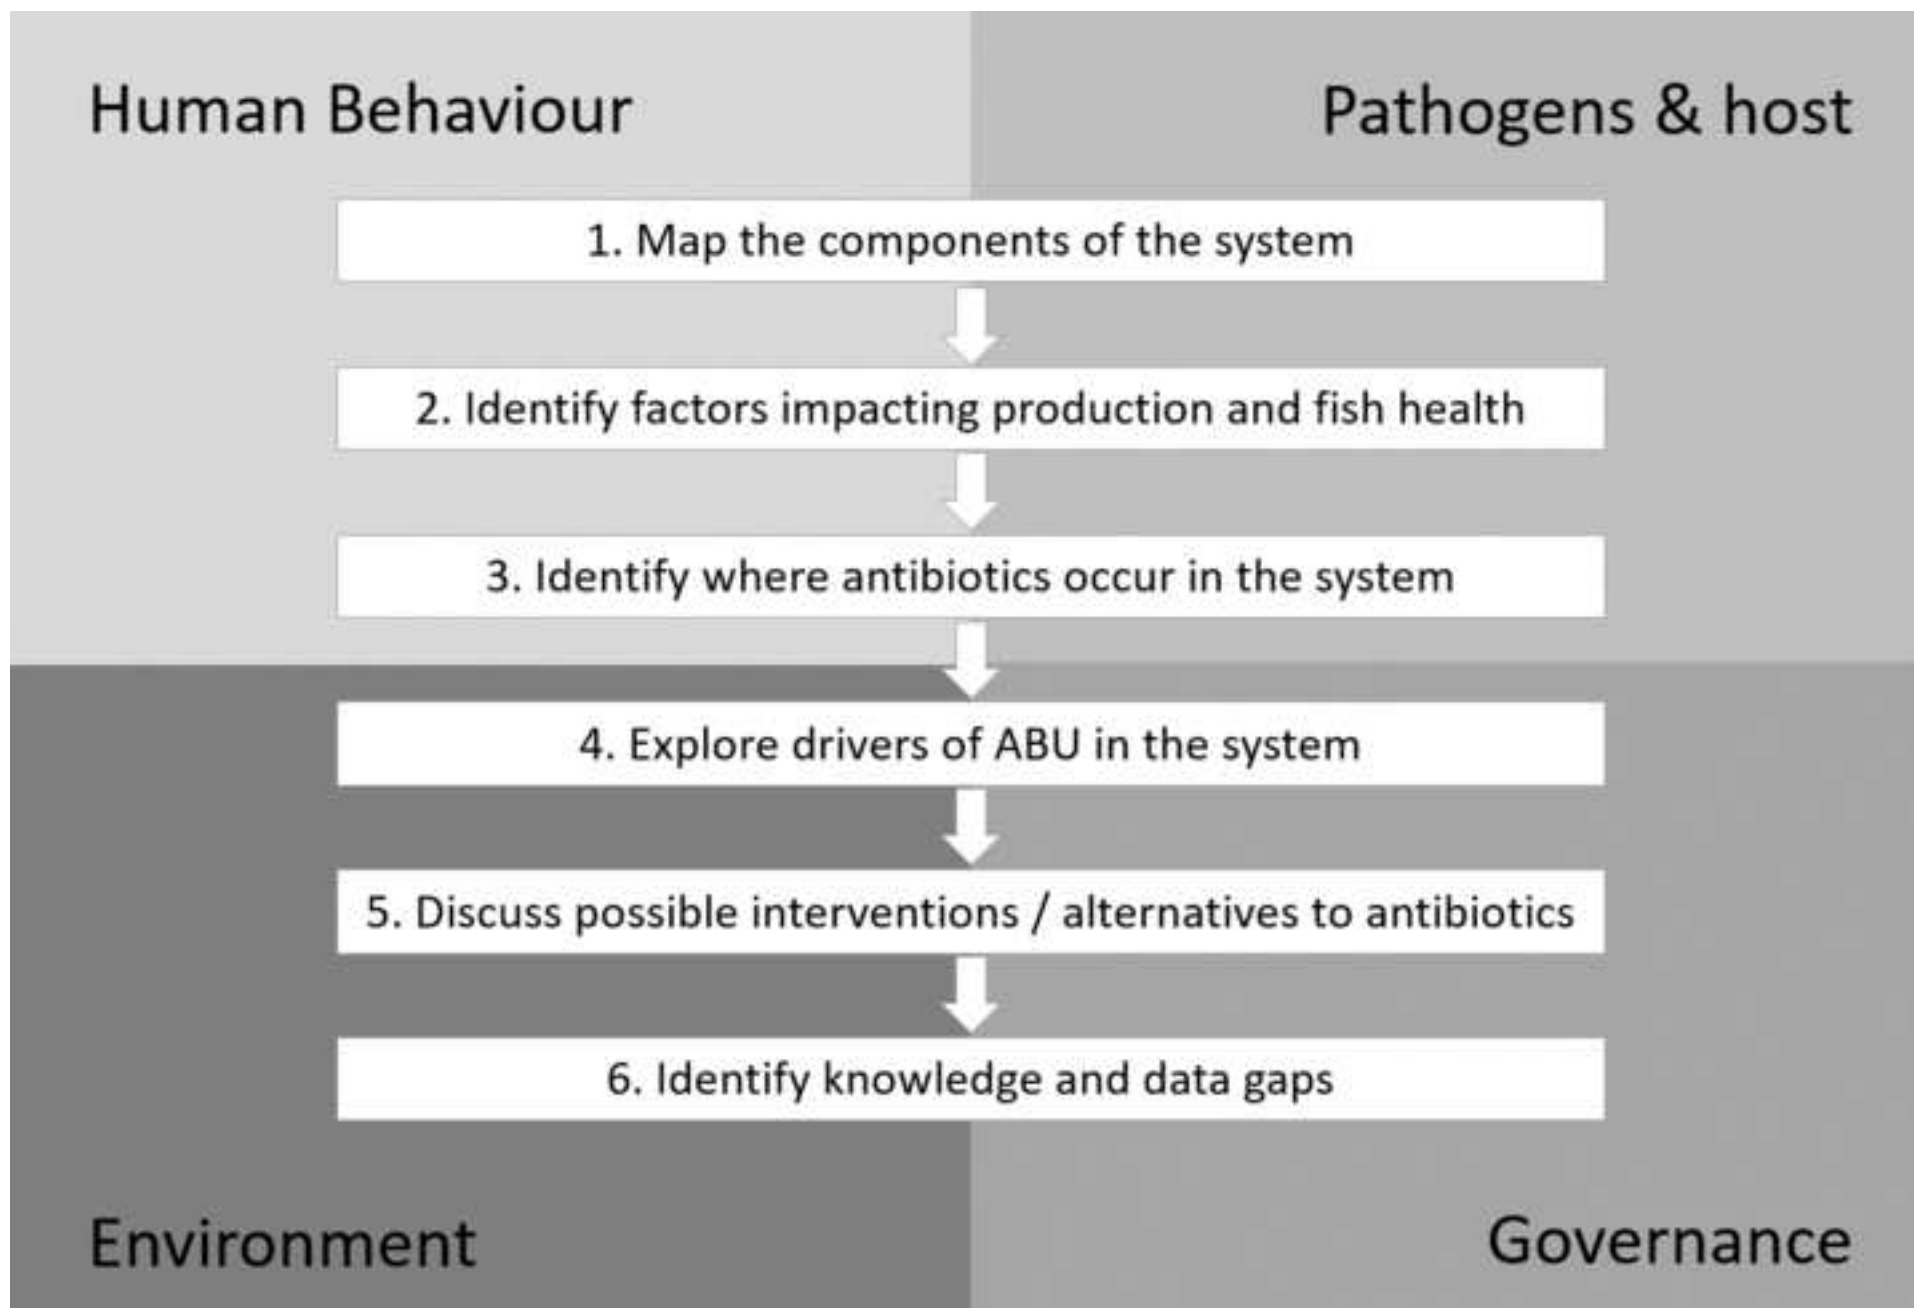 Human Behaviour
Pathogens & host
1. Map the components of the system
2. Identify factors impacting production and fish health
3. Identify where antibiotics occur in the system
4. Explore drivers of ABU in the system
5. Discuss possible interventions / alternatives to antibiotics
6. Identify knowledge and data gaps
Environment
Governance